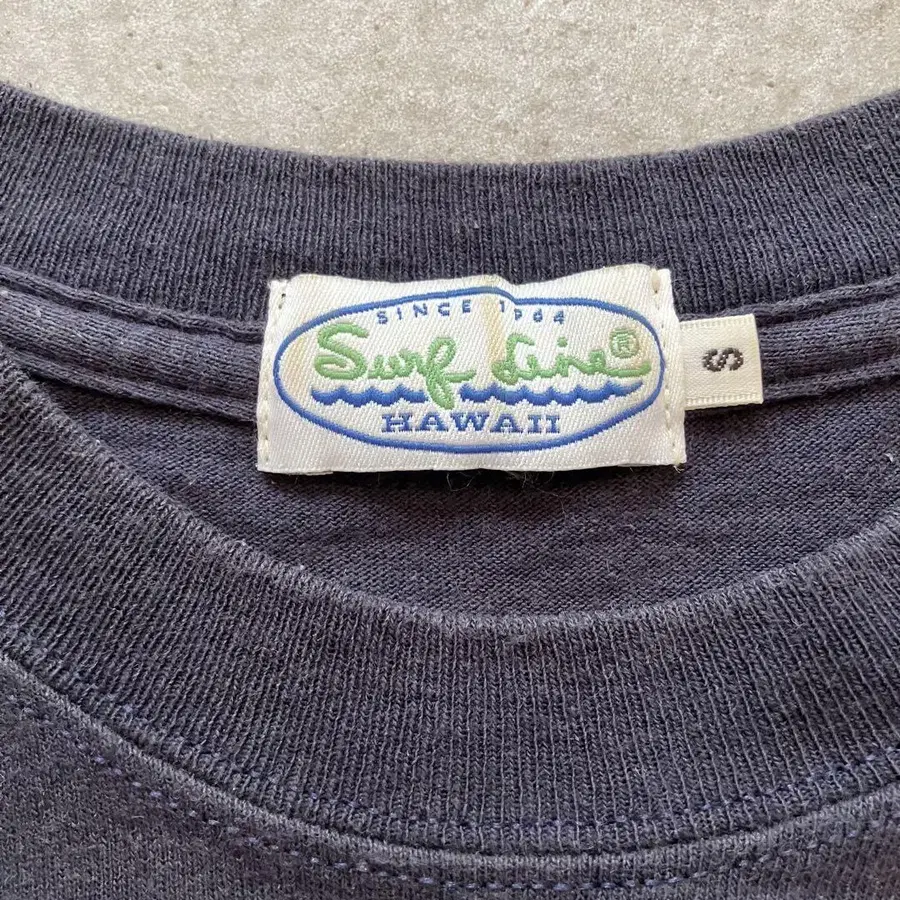 SINCE 1964
Surf Line®
HAWAII
S